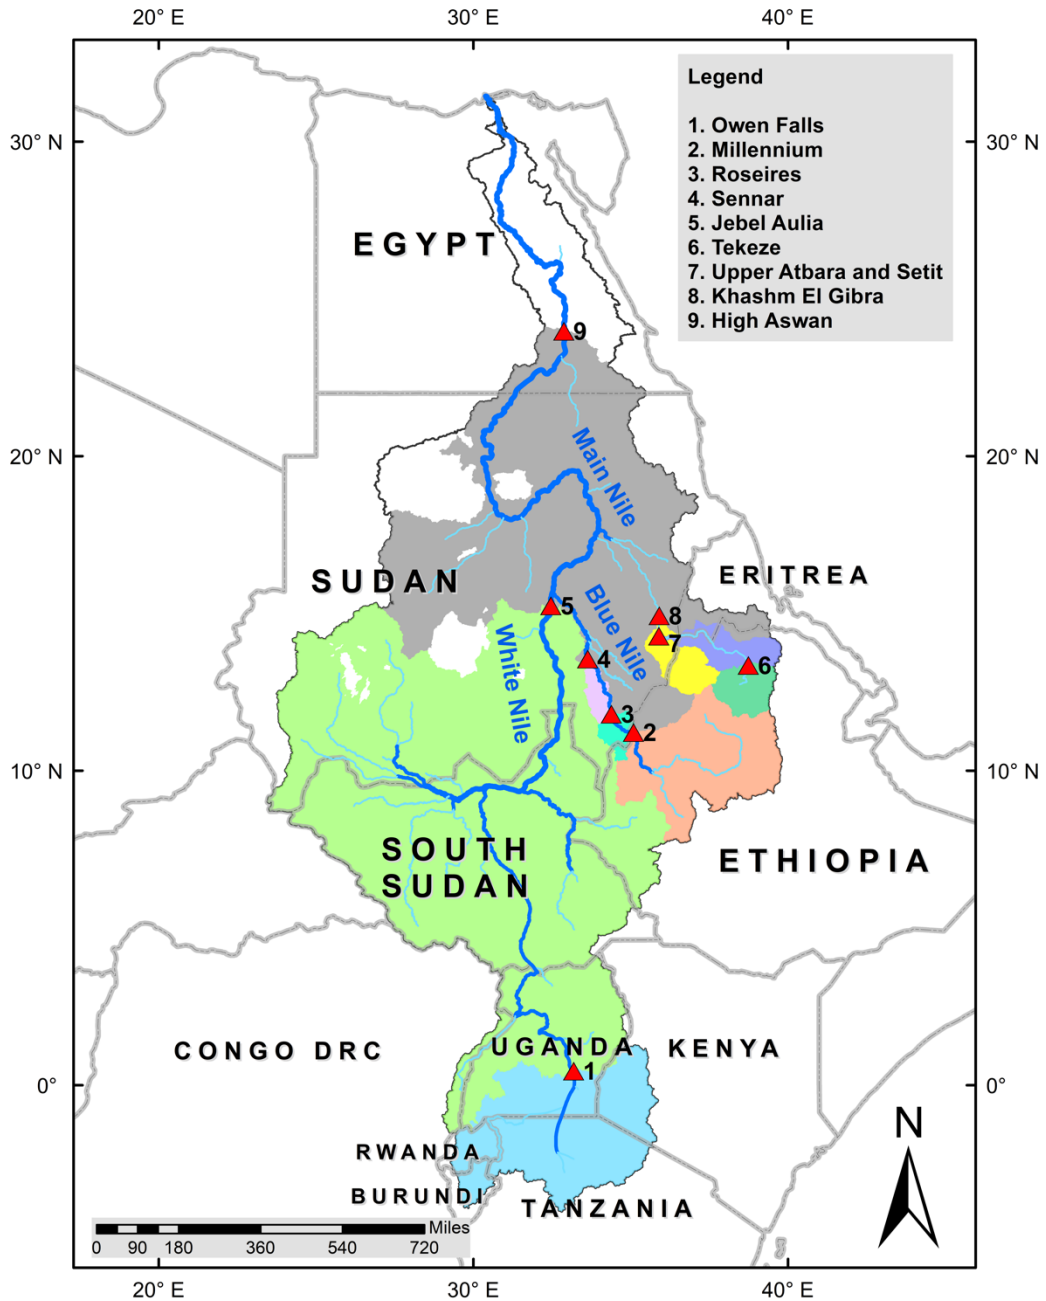 20° E 30° E 40° E
Legend
1. Owen Falls
2. Millennium
3. Roseires
4. Sennar
5. Jebel Aulia
6. Tekeze
7. Upper Atbara and Setit
8. Khashm El Gibra
9. High Aswan
30° N 30° N
EGYPT
9
20° N 20° N
Main Nile
SUDAN
ERITREA
5
Blue Nile
8
7
White Nile
4
6
3
2
10° N 10° N
SOUTH
SUDAN
ETHIOPIA
CONGO DRC
UGANDA
KENYA
1
0° 0°
N
RWANDA
BURUNDI
TANZANIA
Miles
0 90 180 360 540 720
20° E 30° E 40° E